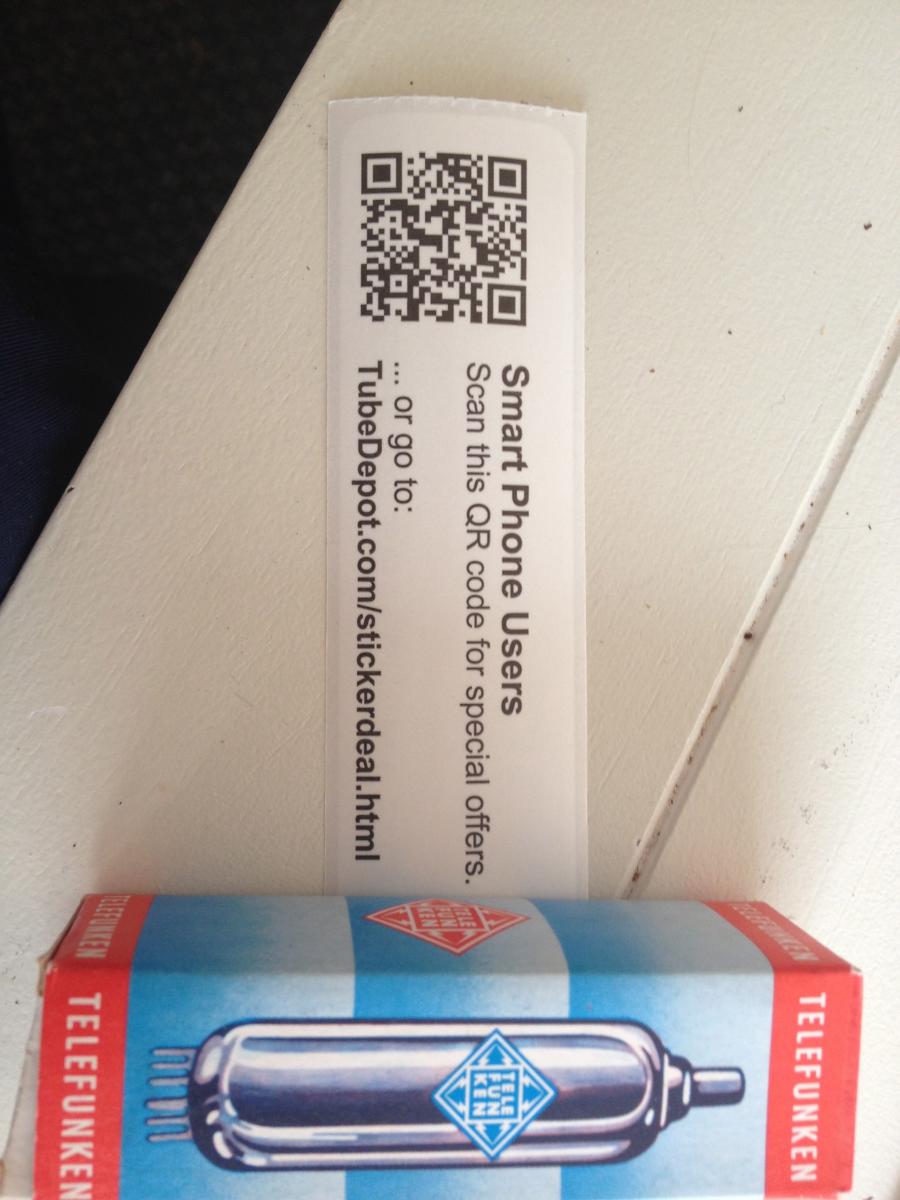 Smart Phone Users
Scan this QR code for special offers.
... or go to:
TubeDepot.com/stickerdeal.html
TELEFUNKEN
TELE
FUN
KEN
TELEFUNKEN
TELEFUNKEN
TELE
FUN
KEN
TELEFUNKEN